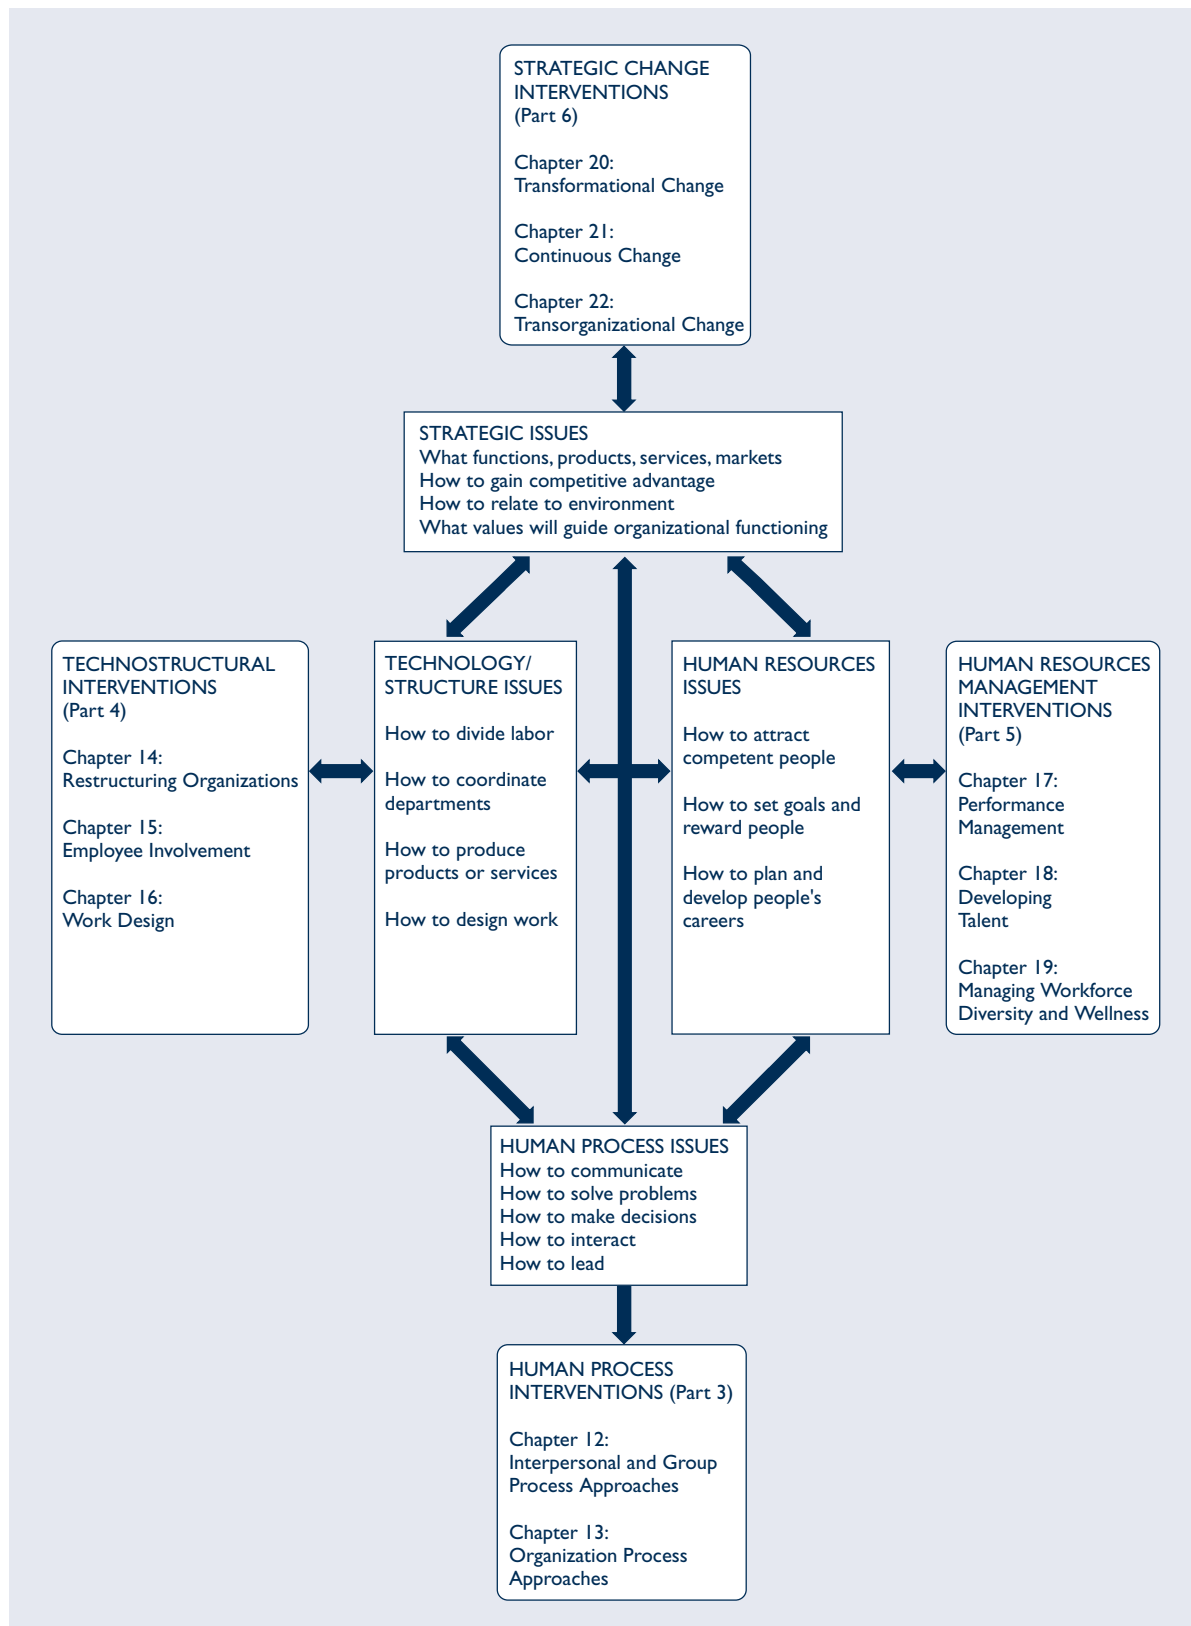 STRATEGIC CHANGE
INTERVENTIONS
(Part 6)
Chapter 20:
Transformational Change
Chapter 21:
Continuous Change
Chapter 22:
Transorganizational Change
STRATEGIC ISSUES
What functions, products, services, markets
How to gain competitive advantage
How to relate to environment
What values will guide organizational functioning
TECHNOSTRUCTURAL
INTERVENTIONS
(Part 4)
Chapter 14:
Restructuring Organizations
Chapter 15:
Employee Involvement
Chapter 16:
Work Design
TECHNOLOGY/
STRUCTURE ISSUES
How to divide labor
How to coordinate
departments
How to produce
products or services
How to design work
HUMAN RESOURCES
ISSUES
How to attract
competent people
How to set goals and
reward people
How to plan and
develop people's
careers
HUMAN RESOURCES
MANAGEMENT
INTERVENTIONS
(Part 5)
Chapter 17:
Performance
Management
Chapter 18:
Developing
Talent
Chapter 19:
Managing Workforce
Diversity and Wellness
HUMAN PROCESS ISSUES
How to communicate
How to solve problems
How to make decisions
How to interact
How to lead
HUMAN PROCESS
INTERVENTIONS (Part 3)
Chapter 12:
Interpersonal and Group
Process Approaches
Chapter 13:
Organization Process
Approaches